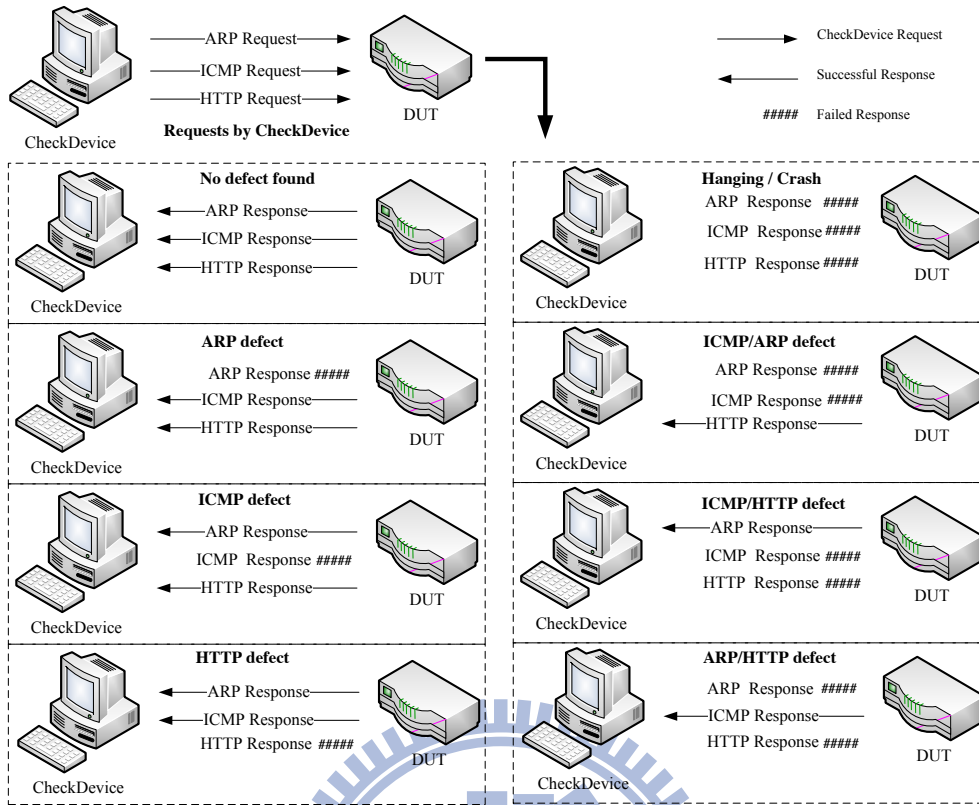 ARP Request
ICMP Request
HTTP Request
Requests by CheckDevice
CheckDevice
DUT
CheckDevice Request
Successful Response
##### Failed Response
No defect found
ARP Response
ICMP Response
HTTP Response
CheckDevice
DUT
Hanging / Crash
ARP Response #####
ICMP Response #####
HTTP Response #####
CheckDevice
DUT
ARP defect
ARP Response #####
ICMP Response
HTTP Response
CheckDevice
DUT
ICMP/ARP defect
ARP Response #####
ICMP Response #####
HTTP Response
CheckDevice
DUT
ICMP defect
ARP Response
ICMP Response #####
HTTP Response
CheckDevice
DUT
ICMP/HTTP defect
ARP Response
ICMP Response #####
HTTP Response #####
CheckDevice
DUT
HTTP defect
ARP Response
ICMP Response
HTTP Response #####
CheckDevice
DUT
ARP/HTTP defect
ARP Response #####
ICMP Response
HTTP Response #####
CheckDevice
DUT